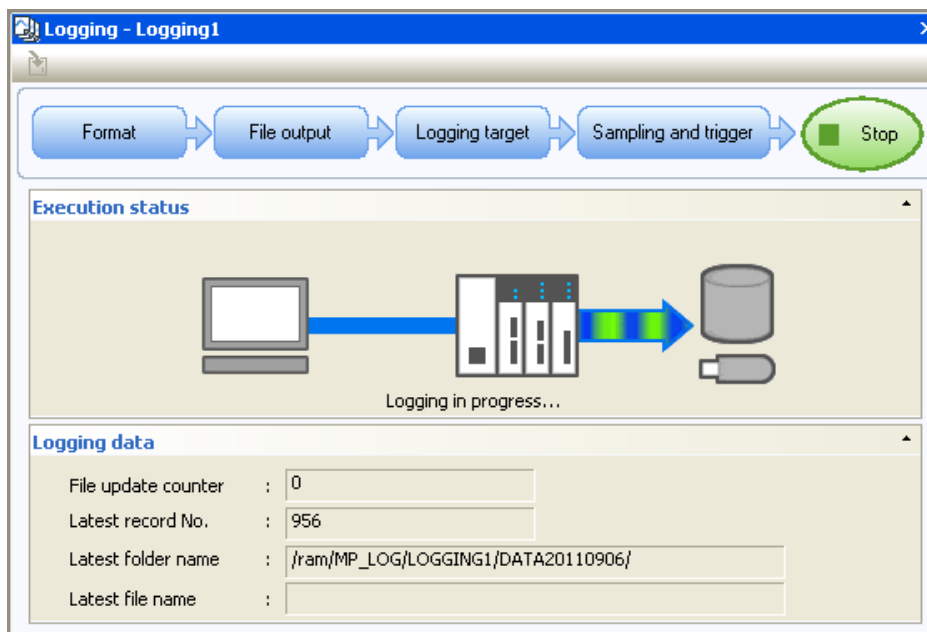 Logging - Logging1
Format
File output
Logging target
Sampling and trigger
Stop
Execution status
Logging in progress...
Logging data
File update counter : 0
Latest record No. : 956
Latest folder name : /ram/MP_LOG/LOGGING1/DATA20110906/
Latest file name :